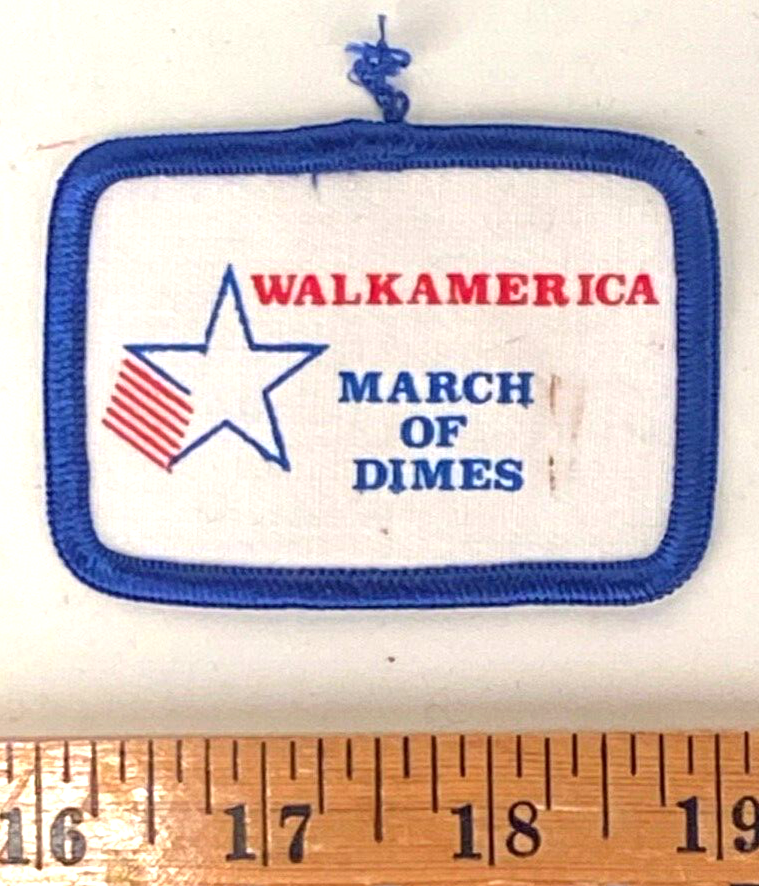 WALKAMERICA
MARCH
OF
DIMES
16 17 18 19